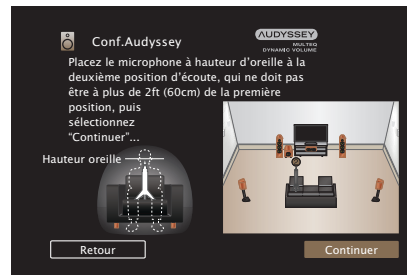 Conf.Audyssey
AUDYSSEY
MULTEQ
DYNAMIC VOLUME
Placez le microphone à hauteur d'oreille à la
deuxième position d'écoute, qui ne doit pas
être à plus de 2ft (60cm) de la première
position, puis
sélectionnez
“Continuer”...
Hauteur oreille
Retour
Continuer